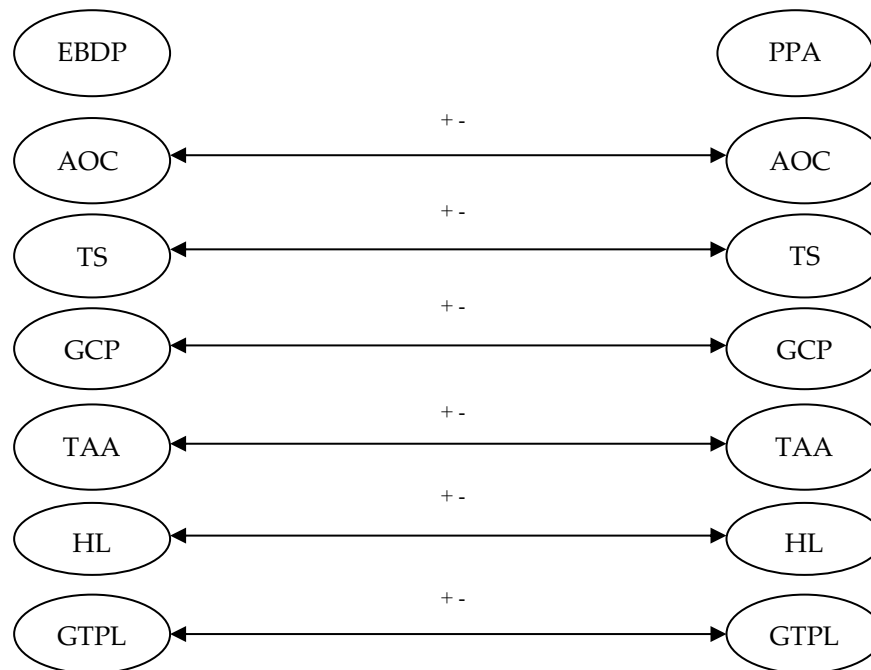 EBDP PPA
+ -
AOC AOC
+ -
TS TS
+ -
GCP GCP
+ -
TAA TAA
+ -
HL HL
+ -
GTPL GTPL